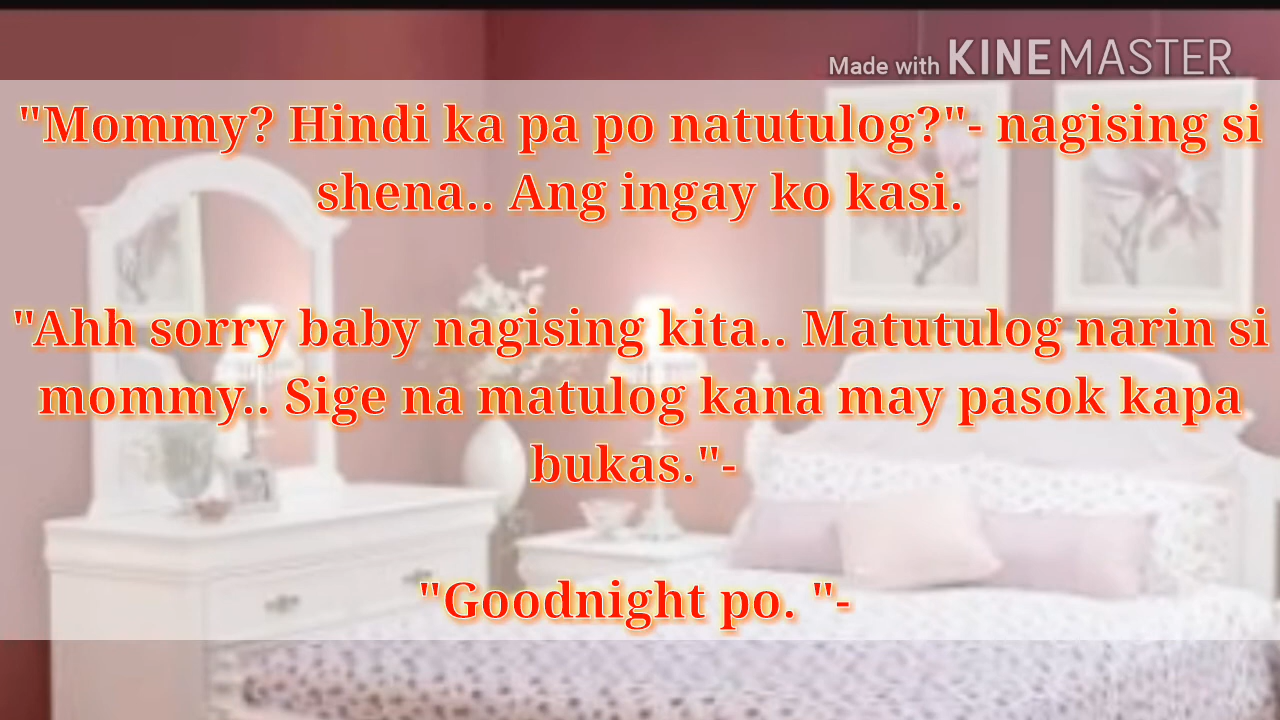 Made with KINEMASTER
"Mommy? Hindi ka pa po natutulog?"- nagising si
shena.. Ang ingay ko kasi.
"Ahh sorry baby nagising kita.. Matutulog narin si
mommy.. Sige na matulog kana may pasok kapa
bukas."-
"Goodnight po. "-